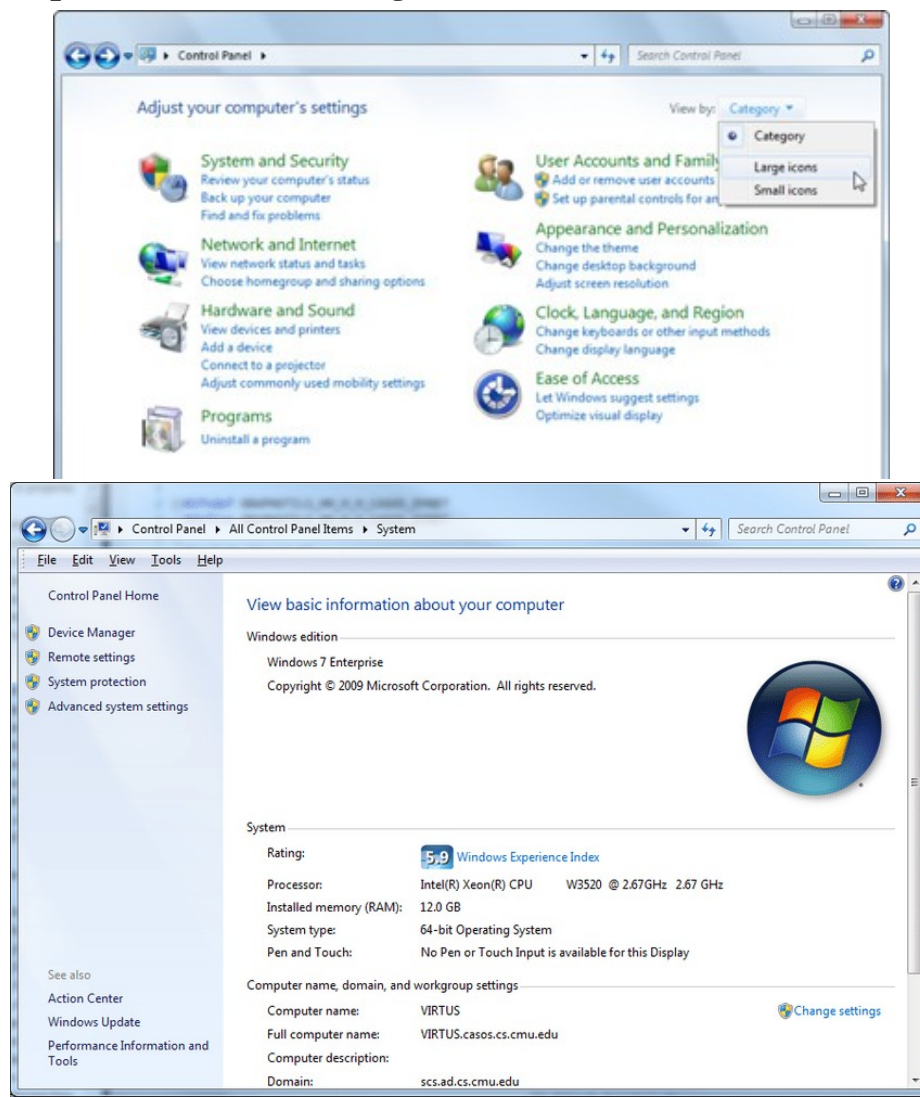 Control Panel
Search Control Panel
Adjust your computer's settings
View by: Category
Category
Large icons
Small icons
System and Security
Review your computer's status
Back up your computer
Find and fix problems
Network and Internet
View network status and tasks
Choose homegroup and sharing options
Hardware and Sound
View devices and printers
Add a device
Connect to a projector
Adjust commonly used mobility settings
Programs
Uninstall a program
User Accounts and Family
Add or remove user accounts
Set up parental controls for
Appearance and Personalization
Change the theme
Change desktop background
Adjust screen resolution
Clock, Language, and Region
Change keyboards or other input methods
Change display language
Ease of Access
Let Windows suggest settings
Optimize visual display
Control Panel All Control Panel Items System
Search Control Panel
File Edit View Tools Help
Control Panel Home
Device Manager
Remote settings
System protection
Advanced system settings
See also
Action Center
Windows Update
Performance Information and
Tools
View basic information about your computer
Windows edition
Windows 7 Enterprise
Copyright © 2009 Microsoft Corporation. All rights reserved.
System
Rating: 5,9 Windows Experience Index
Processor: Intel(R) Xeon(R) CPU W3520 @ 2.67GHz 2.67 GHz
Installed memory (RAM): 12.0 GB
System type: 64-bit Operating System
Pen and Touch: No Pen or Touch Input is available for this Display
Computer name, domain, and workgroup settings
Computer name: VIRTUS Change settings
Full computer name: VIRTUS.casos.cs.cmu.edu
Computer description:
Domain: scs.ad.cs.cmu.edu